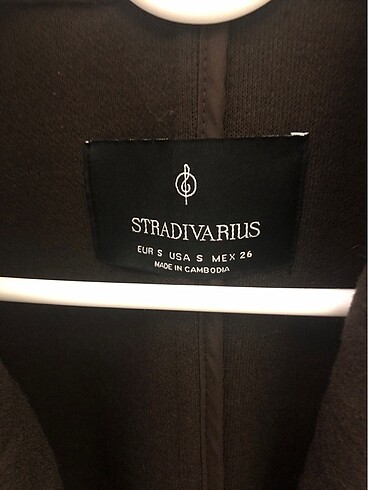 STRADIVARIUS
EUR S USA S MEX 26
MADE IN CAMBODIA